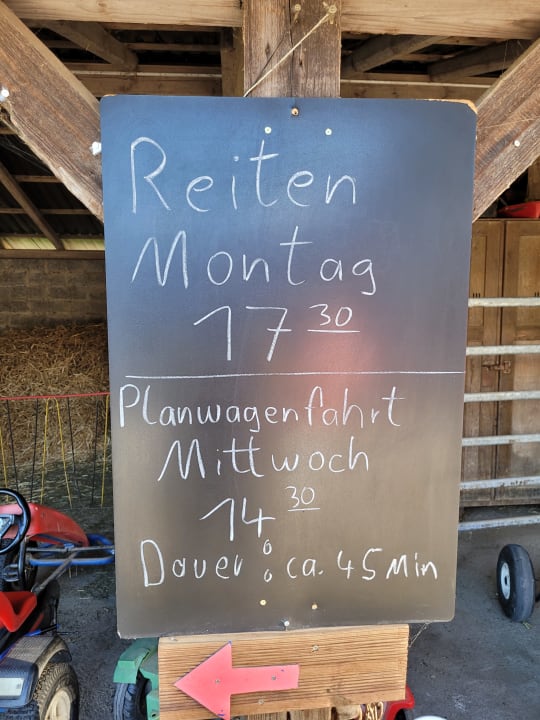 Reiten
Montag
17 30
Planwagenfahrt
Mittwoch
14 30
Dauer: ca. 45 Min